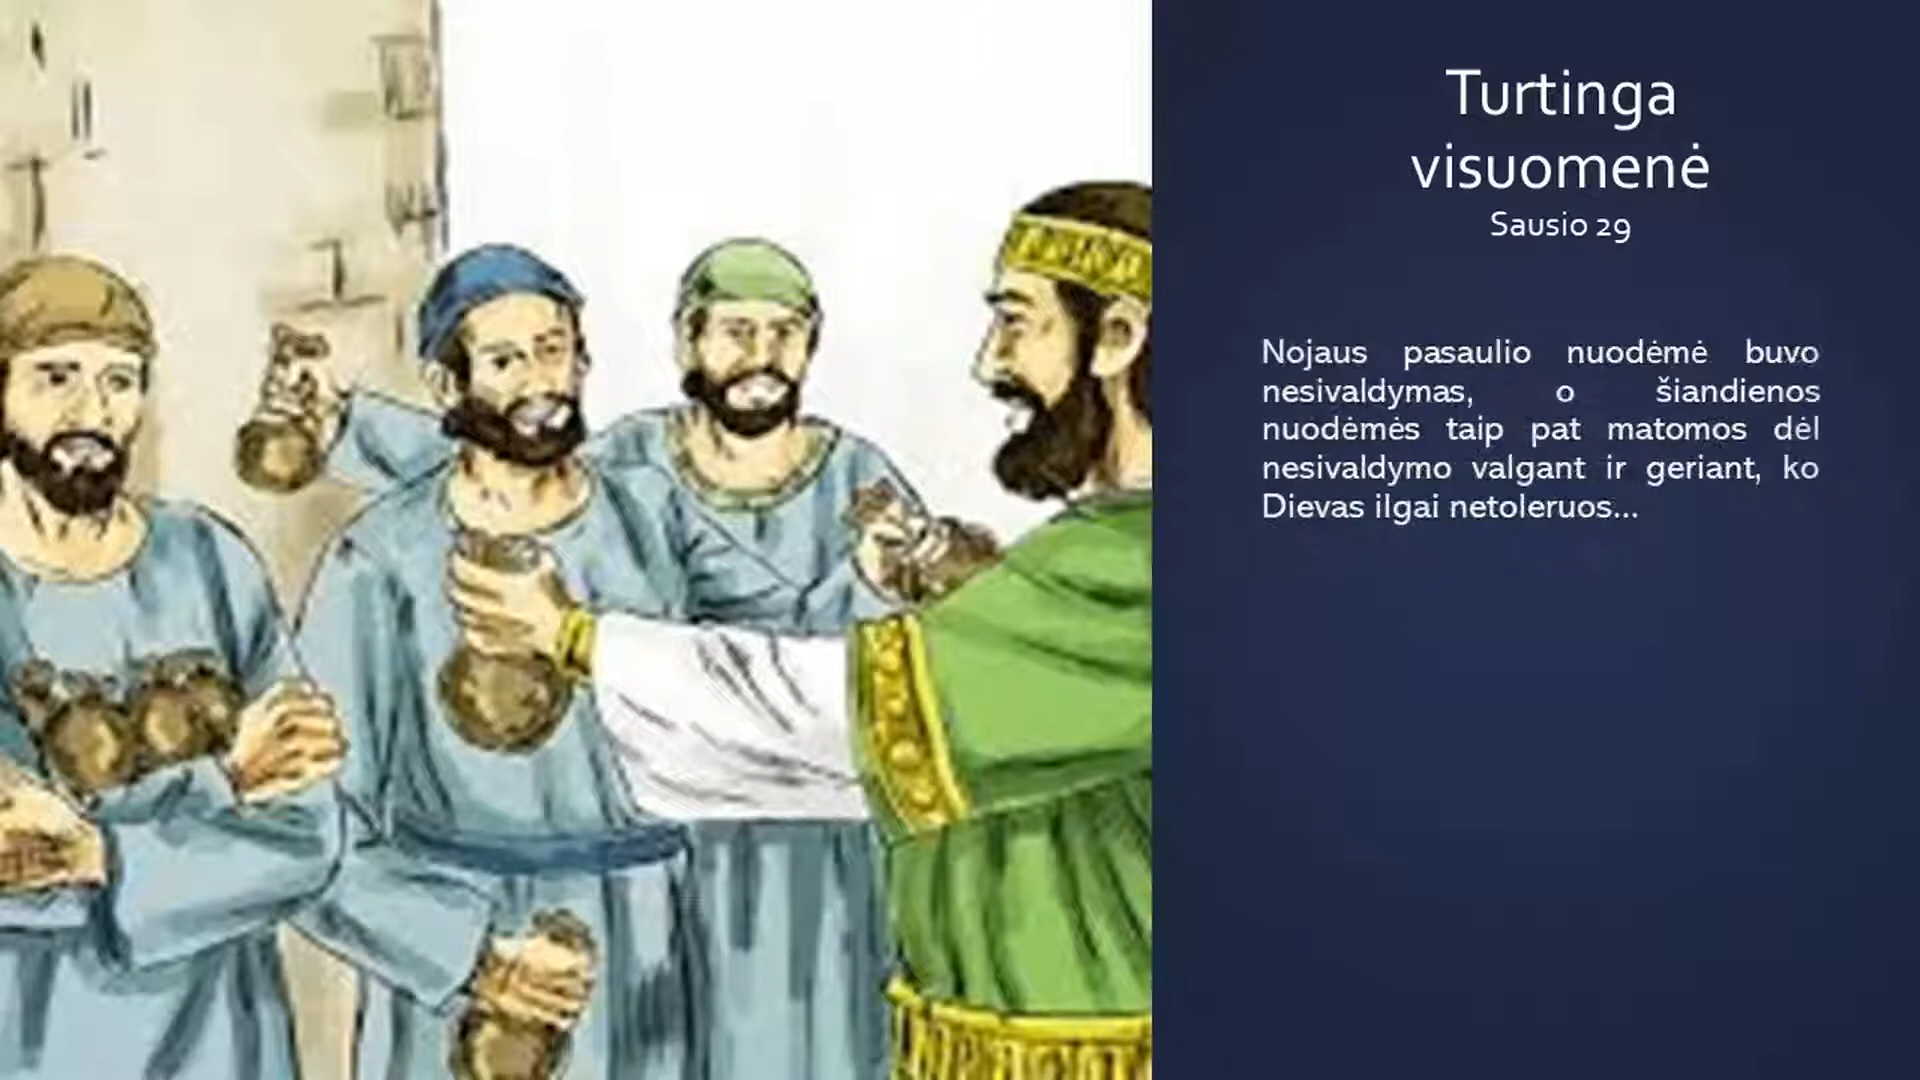 Turtinga
visuomenė
Sausio 29
Nojaus pasaulio nuodėmė buvo
nesivaldymas, o šiandienos
nuodėmės taip pat matomos dėl
nesivaldymo valgant ir geriant, ko
Dievas ilgai netoleruos...